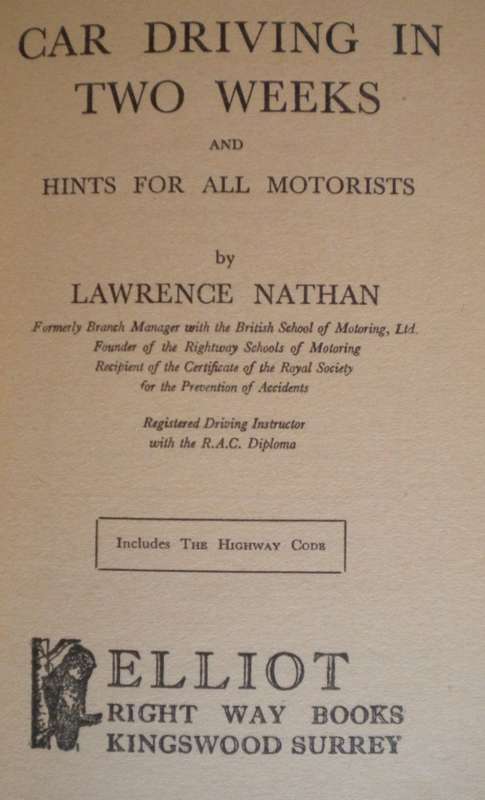 CAR DRIVING IN
TWO WEEKS
AND
HINTS FOR ALL MOTORISTS
by
LAWRENCE NATHAN
Formerly Branch Manager with the British School of Motoring, Ltd.
Founder of the Rightway Schools of Motoring
Recipient of the Certificate of the Royal Society
for the Prevention of Accidents
Registered Driving Instructor
with the R.A.C. Diploma
Includes THE HIGHWAY CODE
ELLIOT
RIGHT WAY BOOKS
KINGSWOOD SURREY